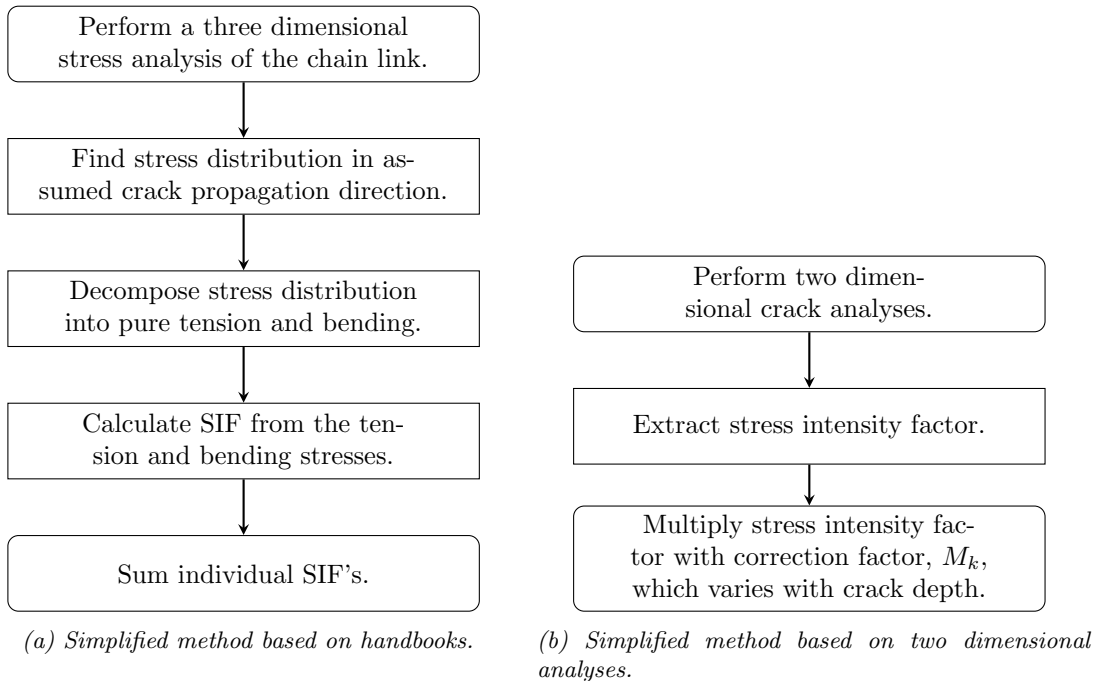 Perform a three dimensional
stress analysis of the chain link.
Find stress distribution in as-
sumed crack propagation direction.
Decompose stress distribution
into pure tension and bending.
Calculate SIF from the ten-
sion and bending stresses.
Sum individual SIF's.
(a) Simplified method based on handbooks.
Perform two dimen-
sional crack analyses.
Extract stress intensity factor.
Multiply stress intensity fac-
tor with correction factor, M_k,
which varies with crack depth.
(b) Simplified method based on two dimensional
analyses.